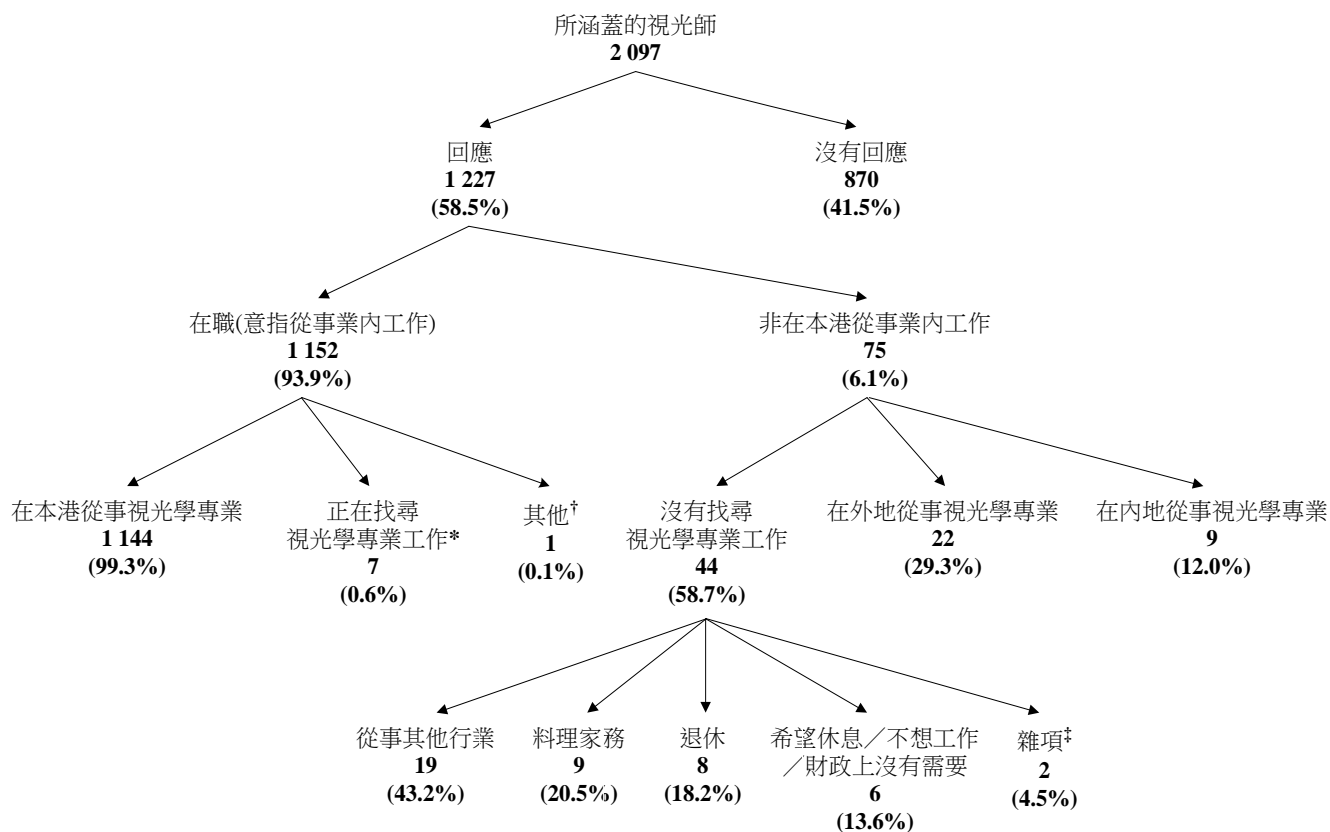 所涵蓋的視光師
2 097
回應
1 227
(58.5%)
沒有回應
870
(41.5%)
在職(意指從事業內工作)
1 152
(93.9%)
非在本港從事業內工作
75
(6.1%)
在本港從事視光學專業
1 144
(99.3%)
正在找尋
視光學專業工作*
7
(0.6%)
其他†
1
(0.1%)
沒有找尋
視光學專業工作
44
(58.7%)
在外地從事視光學專業
22
(29.3%)
在內地從事視光學專業
9
(12.0%)
從事其他行業
19
(43.2%)
料理家務
9
(20.5%)
退休
8
(18.2%)
希望休息／不想工作
／財政上沒有需要
6
(13.6%)
雜項‡
2
(4.5%)